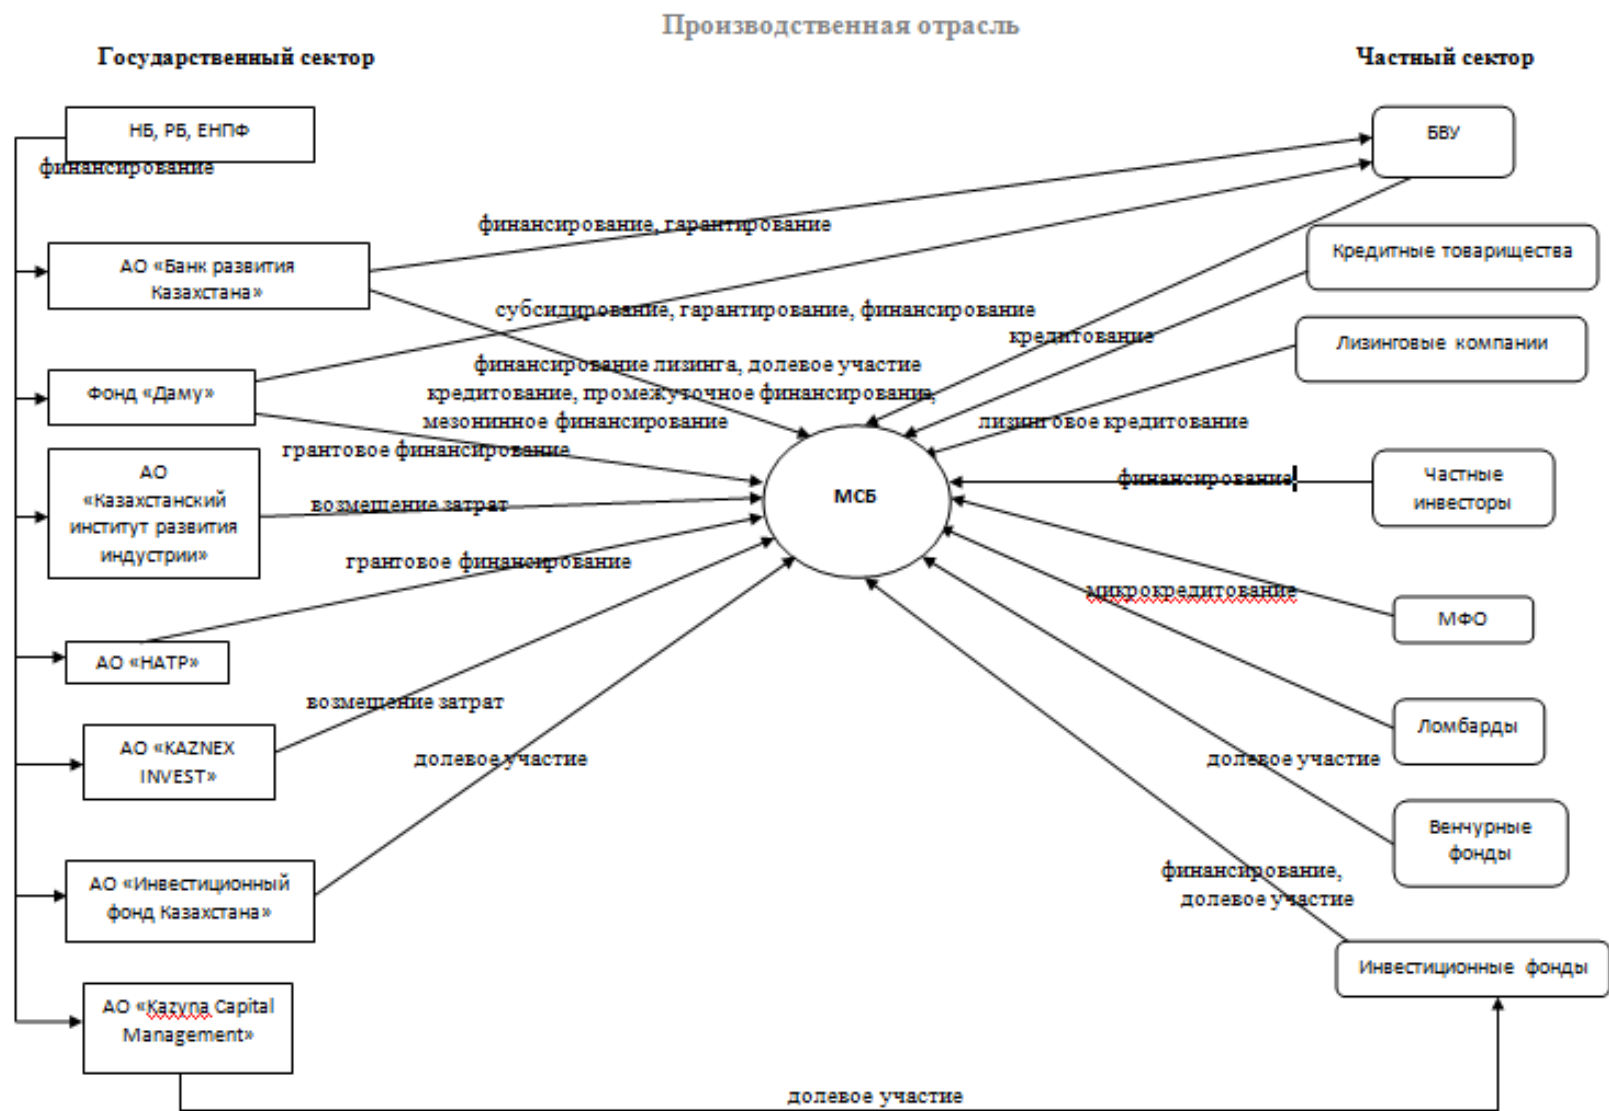 Производственная отрасль
Государственный сектор
Частный сектор
НБ, РБ, ЕНПФ
финансирование
БВУ
финансирование, гарантирование
АО «Банк развития
Казахстана»
Кредитные товарищества
субсидирование, гарантирование, финансирование
кредитование
Лизинговые компании
финансирование лизинга, долевое участие
Фонд «Даму»
кредитование, промежуточное финансирование,
мезонинное финансирование
лизинговое кредитование
грантовое финансирование
АО
«Казахстанский
институт развития
индустрии»
возмещение затрат
МСБ
финансирование
Частные
инвесторы
грантовое финансирование
микрокредитование
МФО
АО «НАТР»
возмещение затрат
Ломбарды
АО «KAZNEX
INVEST»
долевое участие
долевое участие
Венчурные
фонды
АО «Инвестиционный
фонд Казахстана»
финансирование,
долевое участие
Инвестиционные фонды
АО «Kazyna Capital
Management»
долевое участие